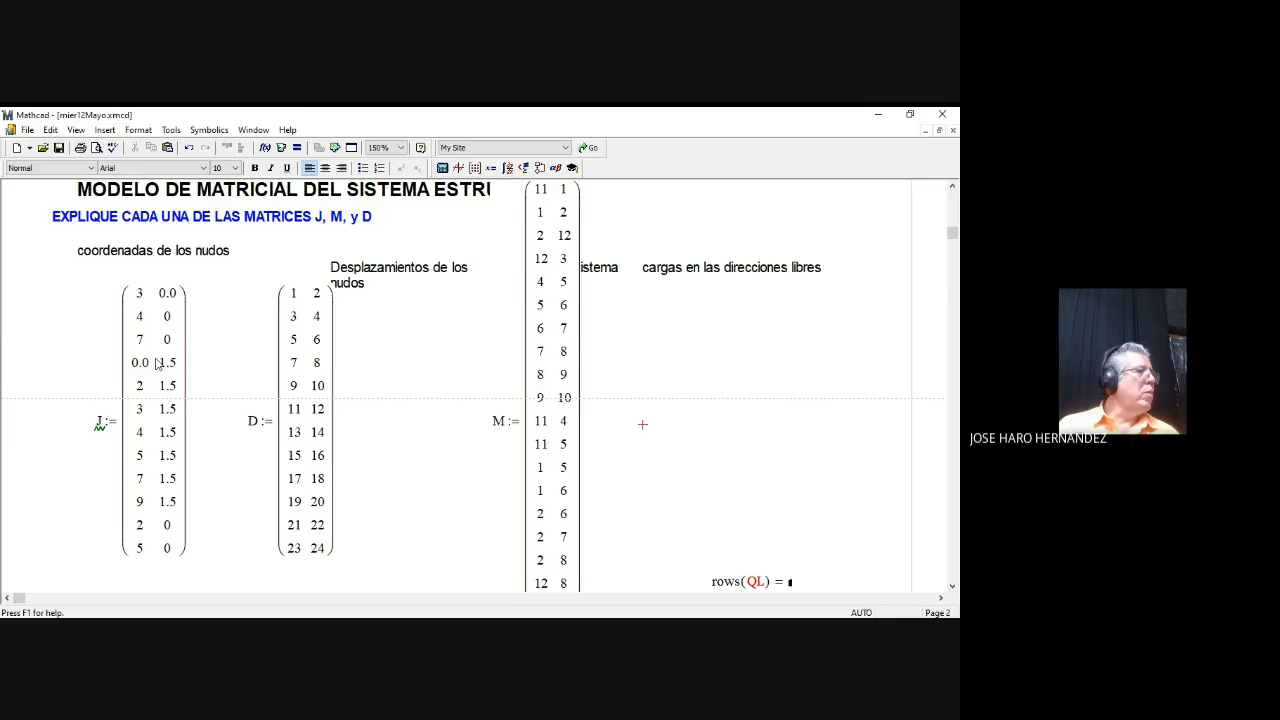 Mathcad - [mier12Mayo.xmcd]
File Edit View Insert Format Tools Symbolics Window Help
150% My Site Go
Normal Arial 10 B I U
MODELO DE MATRICIAL DEL SISTEMA ESTRU
EXPLIQUE CADA UNA DE LAS MATRICES J, M, y D
coordenadas de los nudos
Desplazamientos de los
nudos
istema
cargas en las direcciones libres
J :=
3 0.0
4 0
7 0
0.0 1.5
2 1.5
3 1.5
4 1.5
5 1.5
7 1.5
9 1.5
2 0
5 0
D :=
1 2
3 4
5 6
7 8
9 10
11 12
13 14
15 16
17 18
19 20
21 22
23 24
M :=
11 1
1 2
2 12
12 3
4 5
5 6
6 7
7 8
8 9
9 10
11 4
11 5
1 5
1 6
2 6
2 7
2 8
12 8
rows(QL) =
Press F1 for help.
AUTO
Page 2
JOSE HARO HERNANDEZ